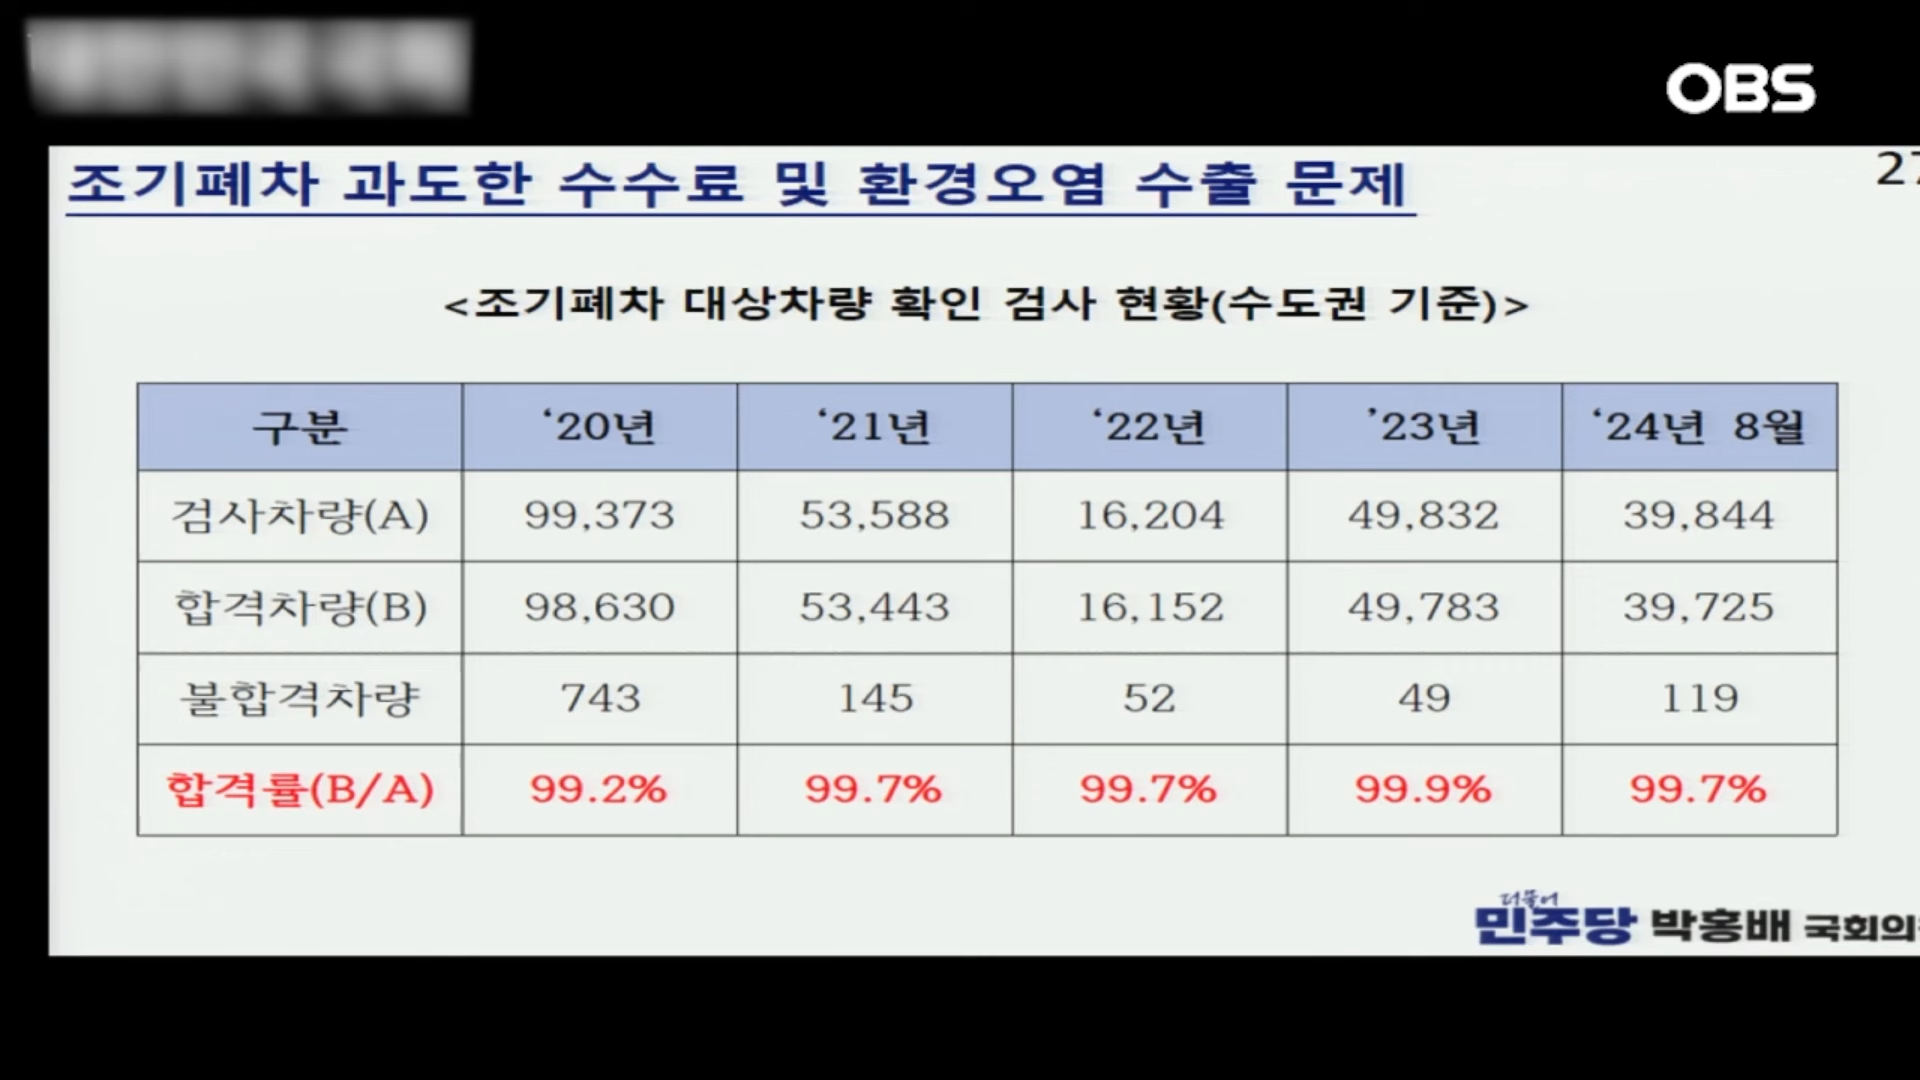 OBS
조기폐차 과도한 수수료 및 환경오염 수출 문제
27
<조기폐차 대상차량 확인 검사 현황(수도권 기준)>
구분 ‘20년 ‘21년 ‘22년 ’23년 ‘24년 8월
검사차량(A) 99,373 53,588 16,204 49,832 39,844
합격차량(B) 98,630 53,443 16,152 49,783 39,725
불합격차량 743 145 52 49 119
합격률(B/A) 99.2% 99.7% 99.7% 99.9% 99.7%
더불어
민주당 박홍배 국회의